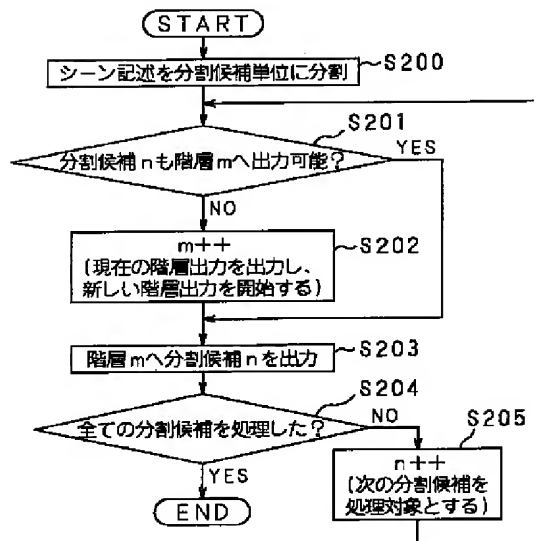 START
シーン記述を分割候補単位に分割
S200
S201
分割候補nも階層mへ出力可能?
YES
NO
m++
(現在の階層出力を出力し、
新しい階層出力を開始する)
S202
階層mへ分割候補nを出力
S203
S204
全ての分割候補を処理した?
NO
S205
YES
n++
(次の分割候補を
処理対象とする)
END